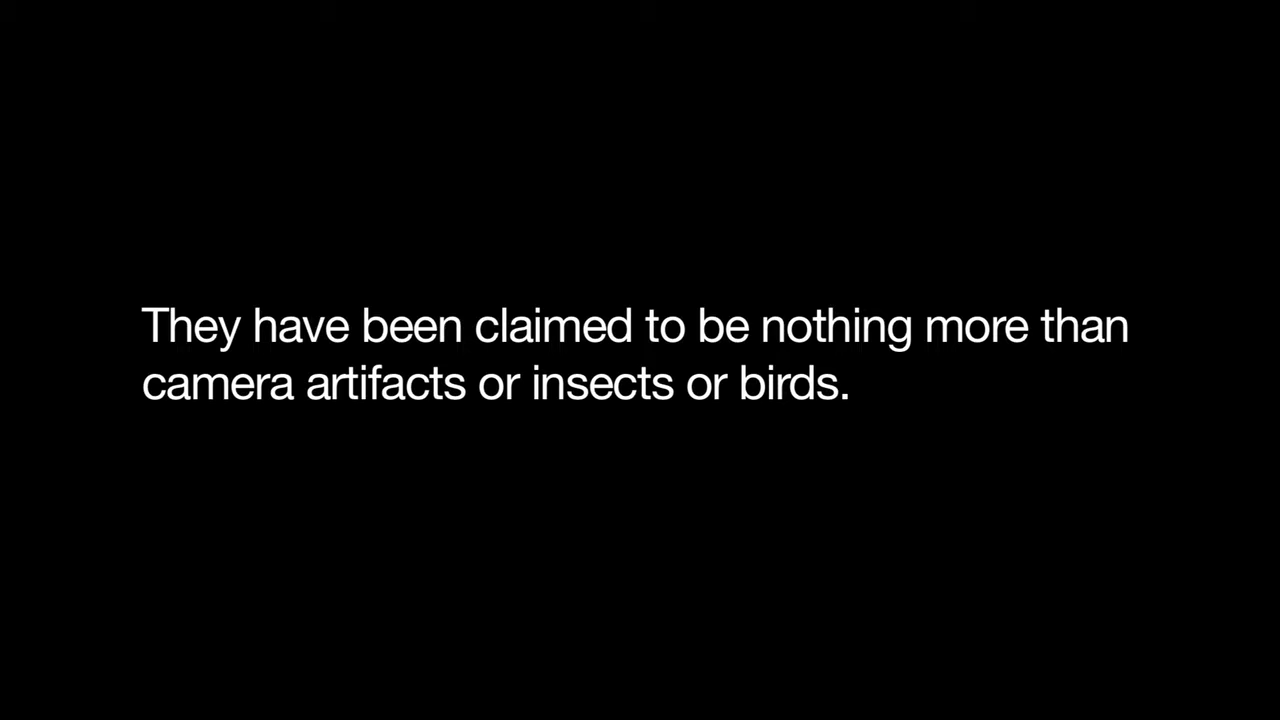 They have been claimed to be nothing more than
camera artifacts or insects or birds.